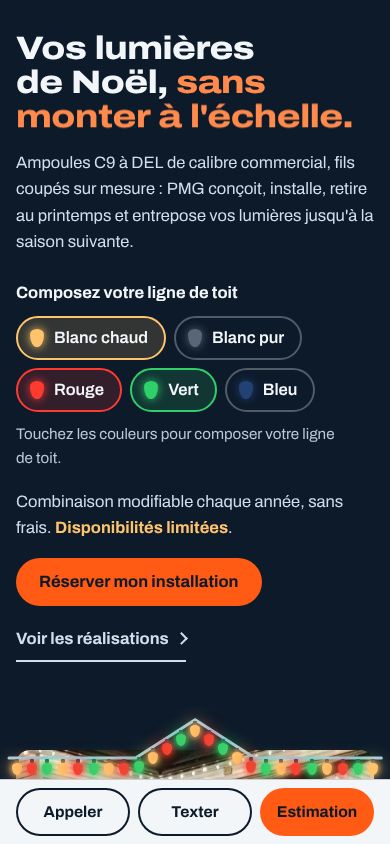 Vos lumières
de Noël, sans
monter à l'échelle.
Ampoules C9 à DEL de calibre commercial, fils
coupés sur mesure : PMG conçoit, installe, retire
au printemps et entrepose vos lumières jusqu'à la
saison suivante.
Composez votre ligne de toit
Blanc chaud
Blanc pur
Rouge
Vert
Bleu
Touchez les couleurs pour composer votre ligne
de toit.
Combinaison modifiable chaque année, sans
frais. Disponibilités limitées.
Réserver mon installation
Voir les réalisations
Appeler
Texter
Estimation